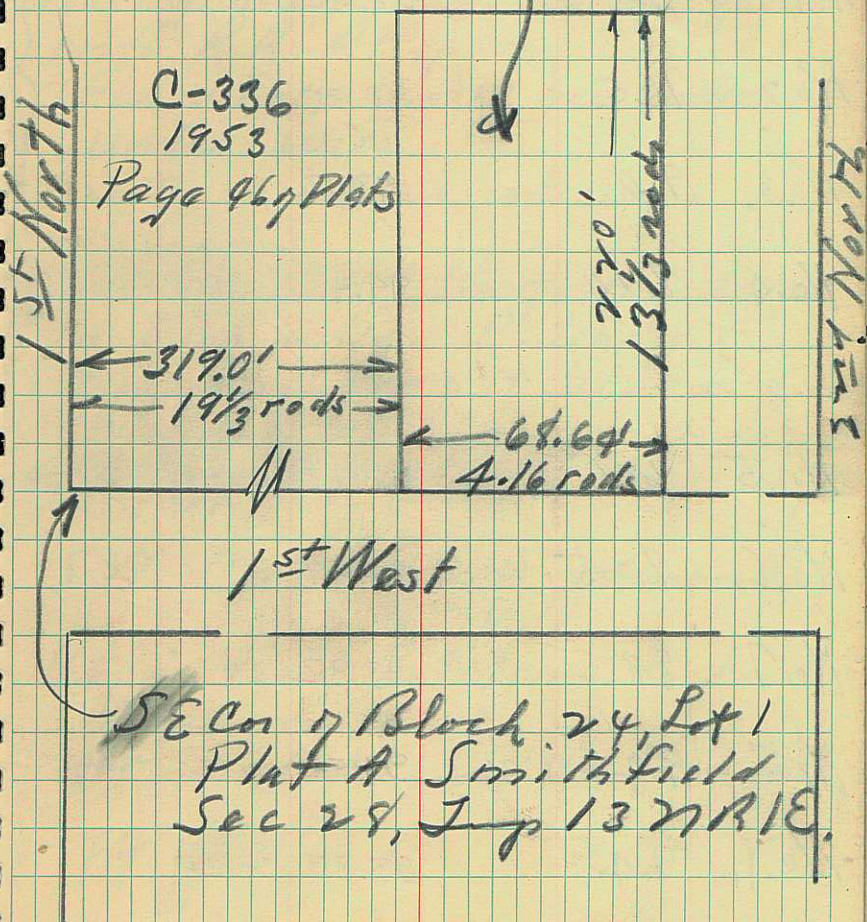 C-336
1953
Page 467 Plats
1st North
319.0'
19 1/3 rods
220'
13 1/3 rods
68.64'
4.16 rods
2nd North
1st West
SE Cor of Block 24, Lot 1
Plat A Smithfield
Sec 28, Twp 13 N R 1 E.